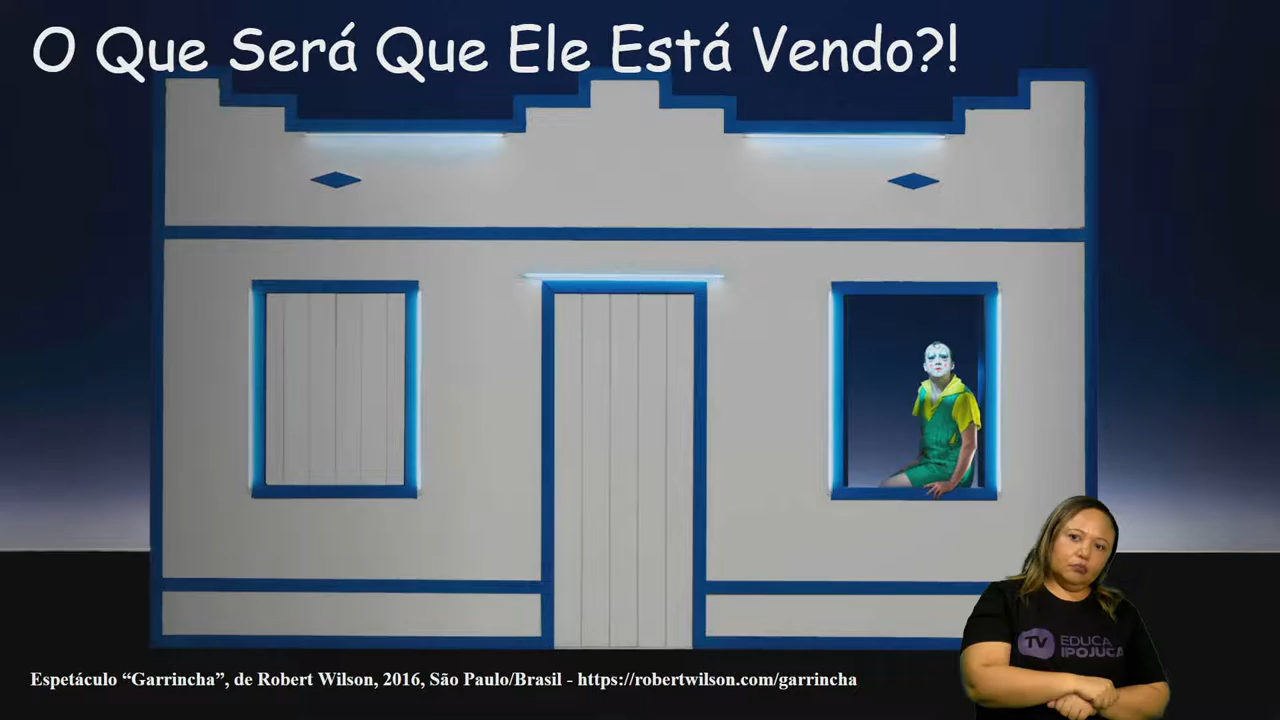 O Que Será Que Ele Está Vendo?!
TV EDUCA
IPOJUCA
Espetáculo “Garrincha”, de Robert Wilson, 2016, São Paulo/Brasil - https://robertwilson.com/garrincha